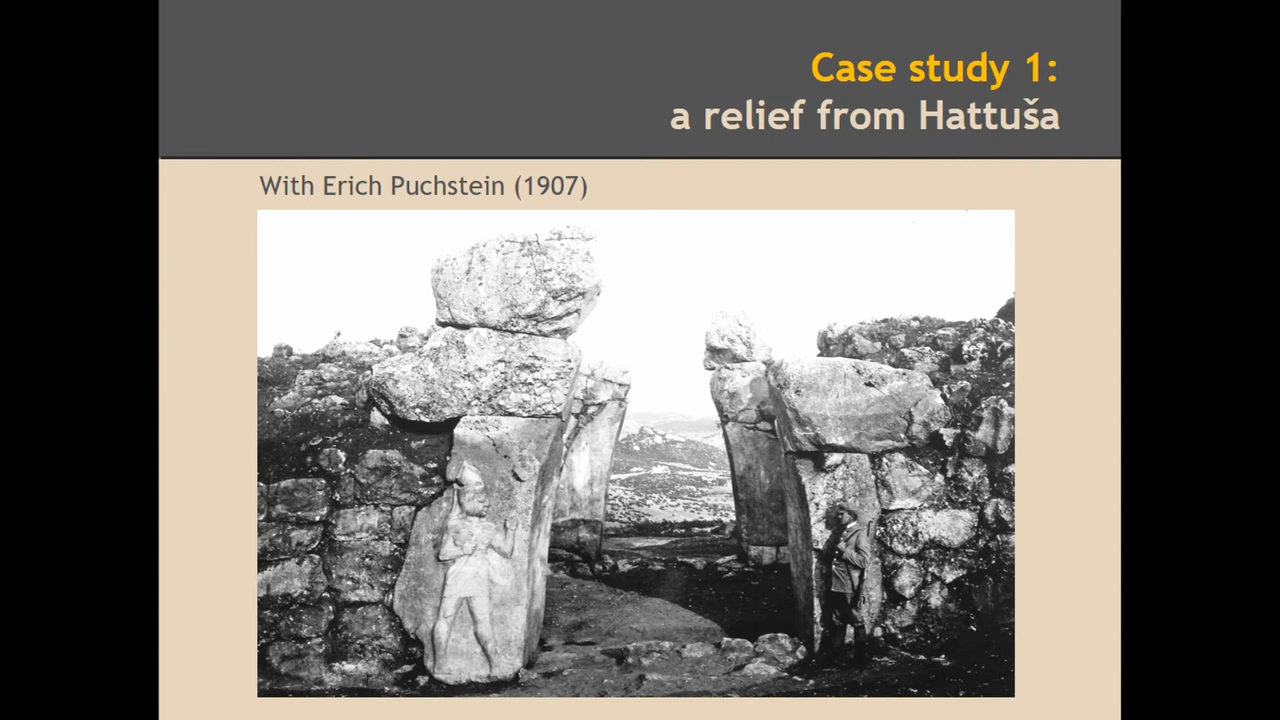 Case study 1:
a relief from Hattuša
With Erich Puchstein (1907)